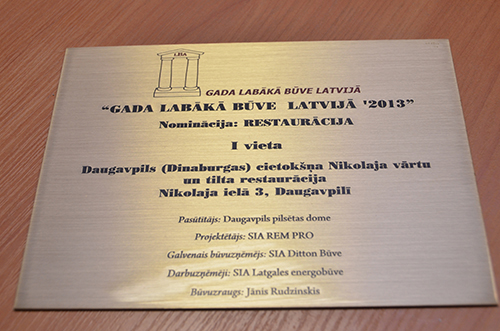 LBA
GADA LABĀKĀ BŪVE LATVIJĀ
"GADA LABĀKĀ BŪVE LATVIJĀ '2013"
Nominācija: RESTAURĀCIJA
I vieta
Daugavpils (Dinaburgas) cietokšņa Nikolaja vārtu
un tilta restaurācija
Nikolaja ielā 3, Daugavpilī
Pasūtītājs: Daugavpils pilsētas dome
Projektētājs: SIA REM PRO
Galvenais būvuzņēmējs: SIA Ditton Būve
Darbuzņēmēji: SIA Latgales energobūve
Būvuzraugs: Jānis Rudzinskis